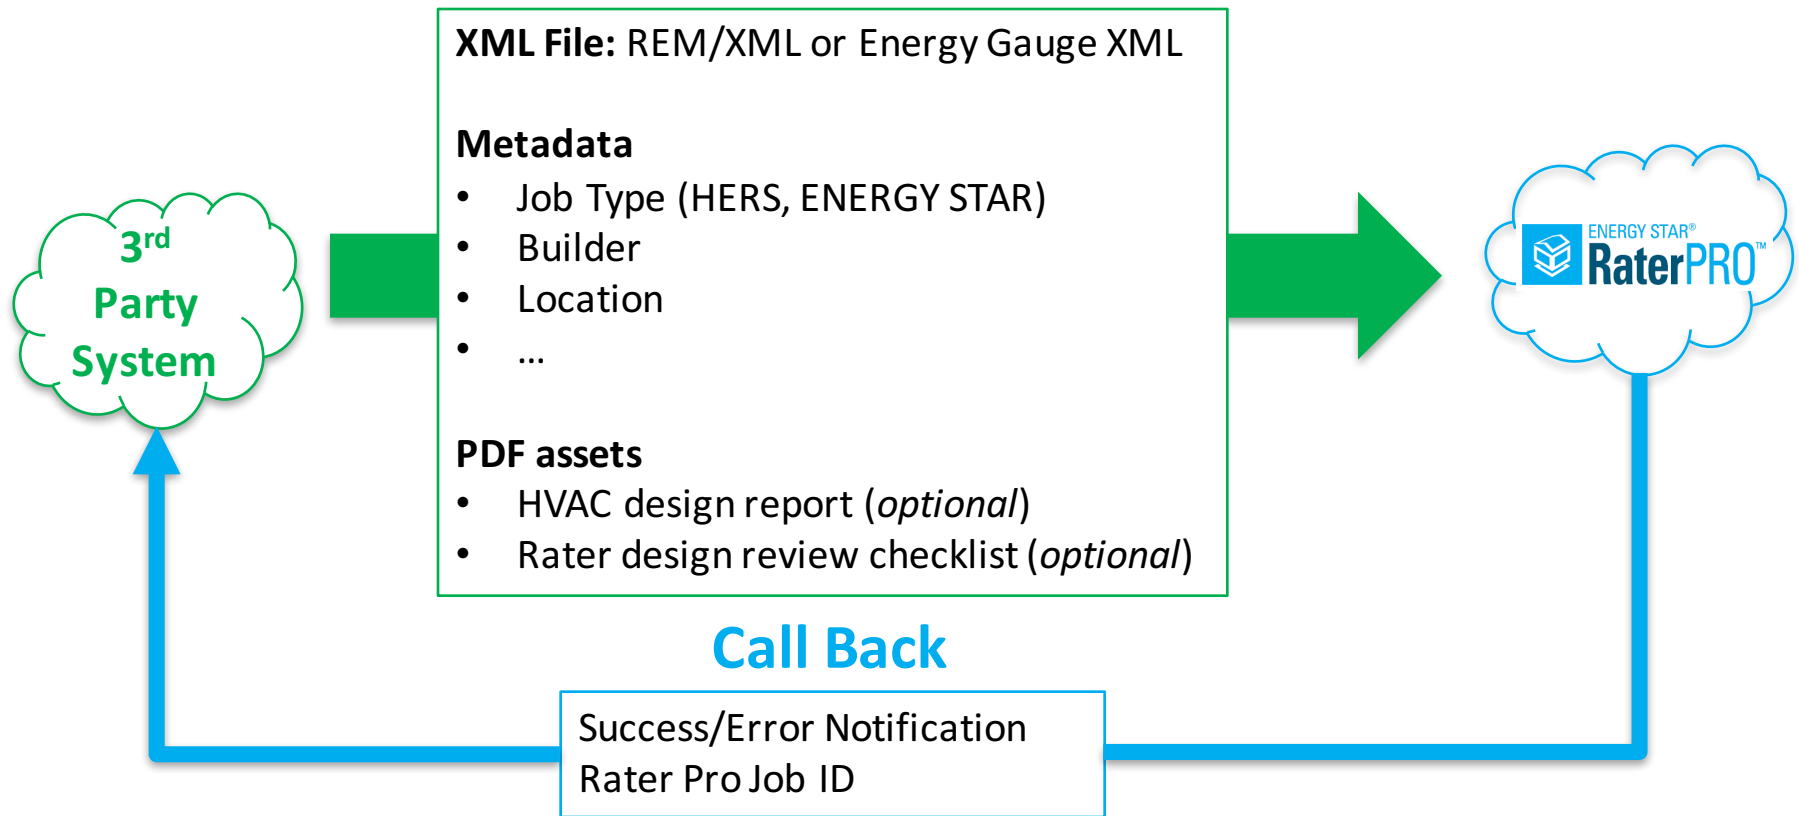 XML File: REM/XML or Energy Gauge XML
Metadata
• Job Type (HERS, ENERGY STAR)
• Builder
• Location
• ...
PDF assets
• HVAC design report (optional)
• Rater design review checklist (optional)
3rd
Party
System
ENERGY STAR®
RaterPRO™
Call Back
Success/Error Notification
Rater Pro Job ID